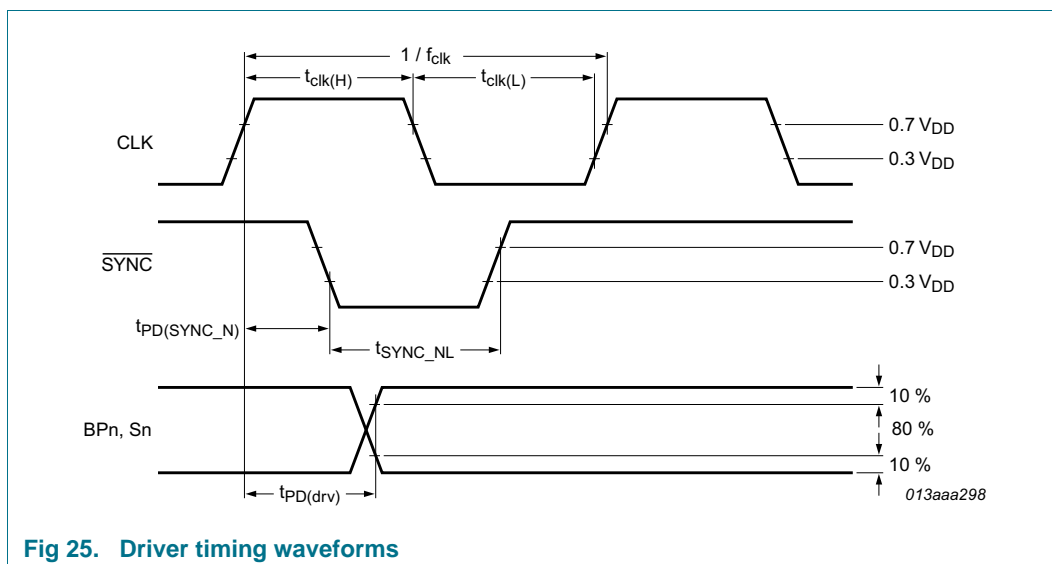 1 / fclk
tclk(H)
tclk(L)
CLK
0.7 VDD
0.3 VDD
SYNC
0.7 VDD
0.3 VDD
tPD(SYNC_N)
tSYNC_NL
BPn, Sn
10 %
80 %
10 %
tPD(drv)
013aaa298
Fig 25. Driver timing waveforms